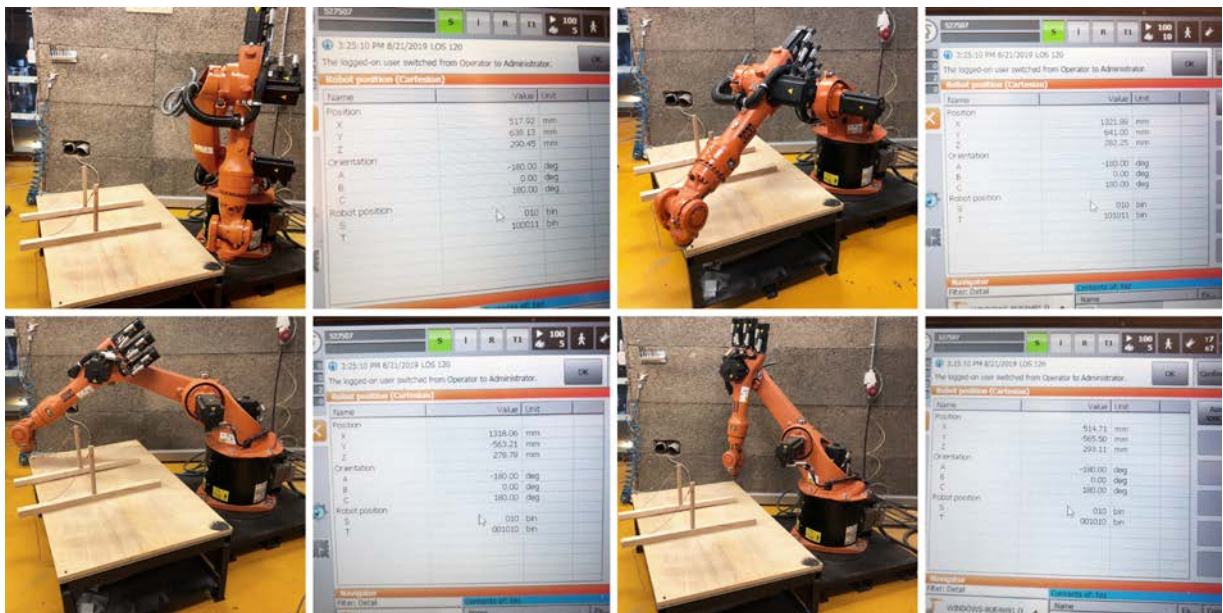 527507
S I R T1 100 5
3:25:10 PM 8/21/2019 LOS 120
The logged-on user switched from Operator to Administrator.
OK
Robot position (Cartesian)
Name Value Unit
Position
X 517.92 mm
Y 638.13 mm
Z 290.45 mm
Orientation
A -180.00 deg
B 0.00 deg
C 180.00 deg
Robot position
S 010 bin
T 100011 bin
527507
S I R T1 100 10
3:25:10 PM 8/21/2019 LOS 120
The logged-on user switched from Operator to Administrator.
OK
Robot position (Cartesian)
Name Value Unit
Position
X mm
Y 641.00 mm
Z 282.25 mm
Orientation
A -180.00 deg
B 0.00 deg
C 180.00 deg
Robot position
S 010 bin
T 101011 bin
Navigator
Filter: Detail
Name
527507
S I R T1 100 5
3:25:10 PM 8/21/2019 LOS 120
The logged-on user switched from Operator to Administrator.
OK
Robot position (Cartesian)
Name Value Unit
Position
X 1318.06 mm
Y -563.21 mm
Z 278.78 mm
Orientation
A -180.00 deg
B 0.00 deg
C 180.00 deg
Robot position
S 010 bin
T 001010 bin
Navigator
Filter: Detail
Name
527507
S I R T1 100 5
3:25:10 PM 8/21/2019 LOS 120
The logged-on user switched from Operator to Administrator.
OK
Robot position (Cartesian)
Name Value Unit
Position
X 514.71 mm
Y -565.50 mm
Z 293.11 mm
Orientation
A -180.00 deg
B 0.00 deg
C 180.00 deg
Robot position
S 010 bin
T 001010 bin
Navigator
Filter: Detail
Name